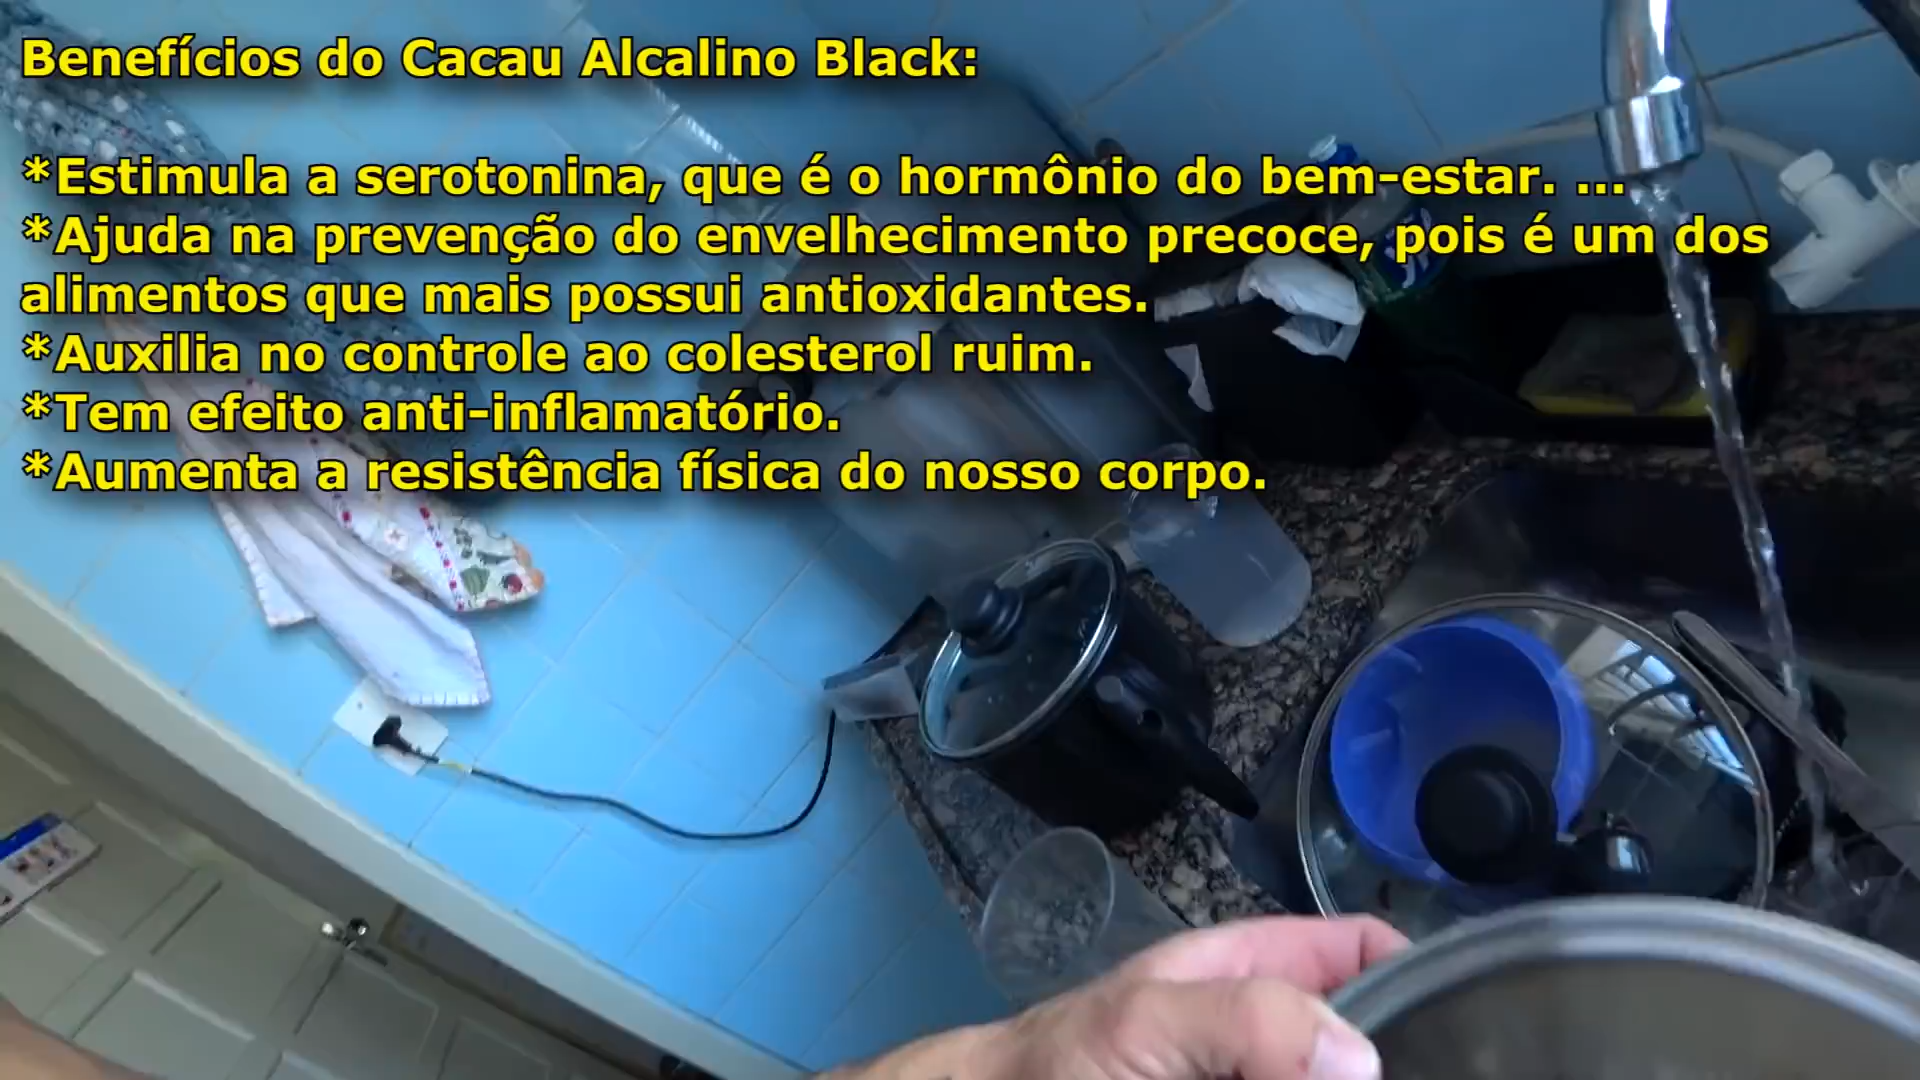 Benefícios do Cacau Alcalino Black:
*Estimula a serotonina, que é o hormônio do bem-estar. ...
*Ajuda na prevenção do envelhecimento precoce, pois é um dos
alimentos que mais possui antioxidantes.
*Auxilia no controle ao colesterol ruim.
*Tem efeito anti-inflamatório.
*Aumenta a resistência física do nosso corpo.